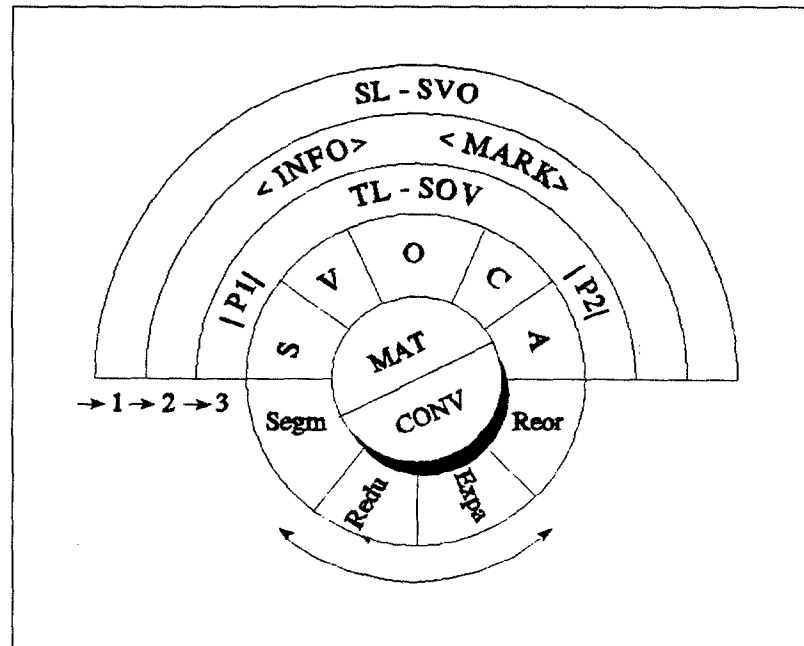 SL - SVO
<INFO> <MARK>
TL - SOV
|P1| |P2|
S V O C A
MAT
CONV
→ 1 → 2 → 3
Segm Redu Expa Reor